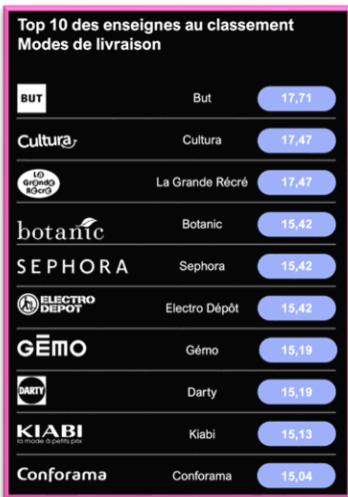 Top 10 des enseignes au classement
Modes de livraison
BUT But 17,71
Cultura Cultura 17,47
La Grande Récré La Grande Récré 17,47
botanic Botanic 15,42
SEPHORA Sephora 15,42
ELECTRO DEPOT Electro Dépôt 15,42
GĒMO Gémo 15,19
DARTY Darty 15,19
KIABI la mode à petits prix Kiabi 15,13
Conforama Conforama 15,04